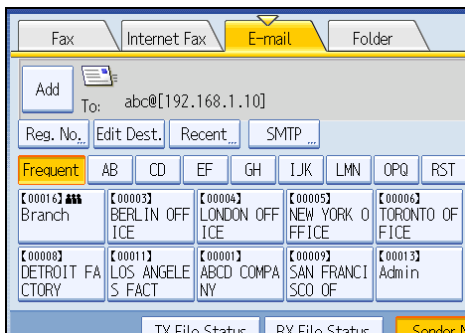 Fax Internet Fax E-mail Folder
Add To: abc@[192.168.1.10]
Reg. No. Edit Dest. Recent SMTP
Frequent AB CD EF GH IJK LMN OPQ RST
【00016】 【00003】 【00004】 【00005】 【00006】
Branch BERLIN OFF LONDON OFF NEW YORK O TORONTO OF
ICE ICE FFICE FICE
【00008】 【00011】 【00001】 【00009】 【00013】
DETROIT FA LOS ANGELE ABCD COMPA SAN FRANCI Admin
CTORY S FACT NY SCO OF
TX File Status RX File Status Sender